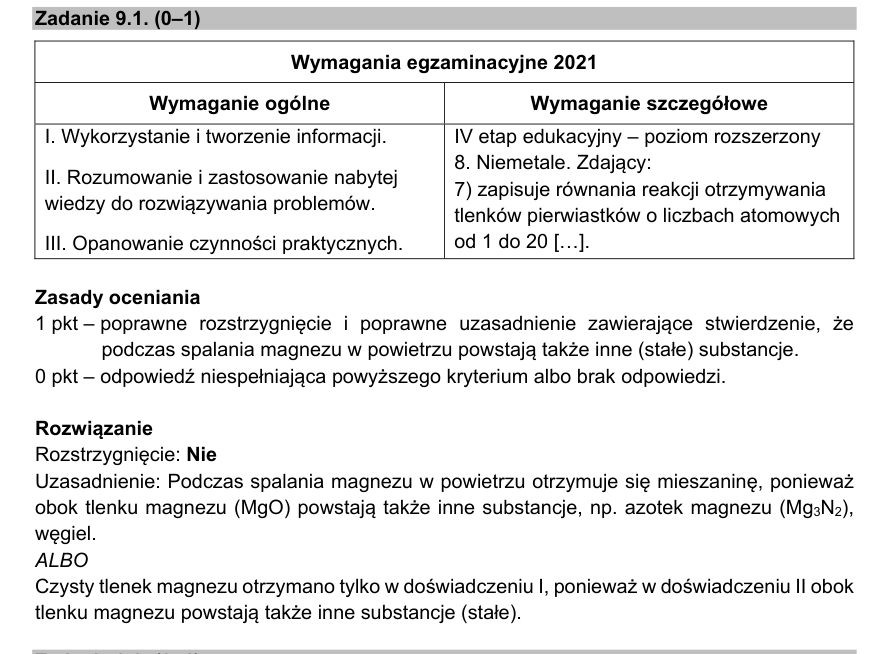 Zadanie 9.1. (0–1)
Wymagania egzaminacyjne 2021
Wymaganie ogólne
Wymaganie szczegółowe
I. Wykorzystanie i tworzenie informacji.
II. Rozumowanie i zastosowanie nabytej
wiedzy do rozwiązywania problemów.
III. Opanowanie czynności praktycznych.
IV etap edukacyjny – poziom rozszerzony
8. Niemetale. Zdający:
7) zapisuje równania reakcji otrzymywania
tlenków pierwiastków o liczbach atomowych
od 1 do 20 […].
Zasady oceniania
1 pkt – poprawne rozstrzygnięcie i poprawne uzasadnienie zawierające stwierdzenie, że
podczas spalania magnezu w powietrzu powstają także inne (stałe) substancje.
0 pkt – odpowiedź niespełniająca powyższego kryterium albo brak odpowiedzi.
Rozwiązanie
Rozstrzygnięcie: Nie
Uzasadnienie: Podczas spalania magnezu w powietrzu otrzymuje się mieszaninę, ponieważ
obok tlenku magnezu (MgO) powstają także inne substancje, np. azotek magnezu (Mg₃N₂),
węgiel.
ALBO
Czysty tlenek magnezu otrzymano tylko w doświadczeniu I, ponieważ w doświadczeniu II obok
tlenku magnezu powstają także inne substancje (stałe).